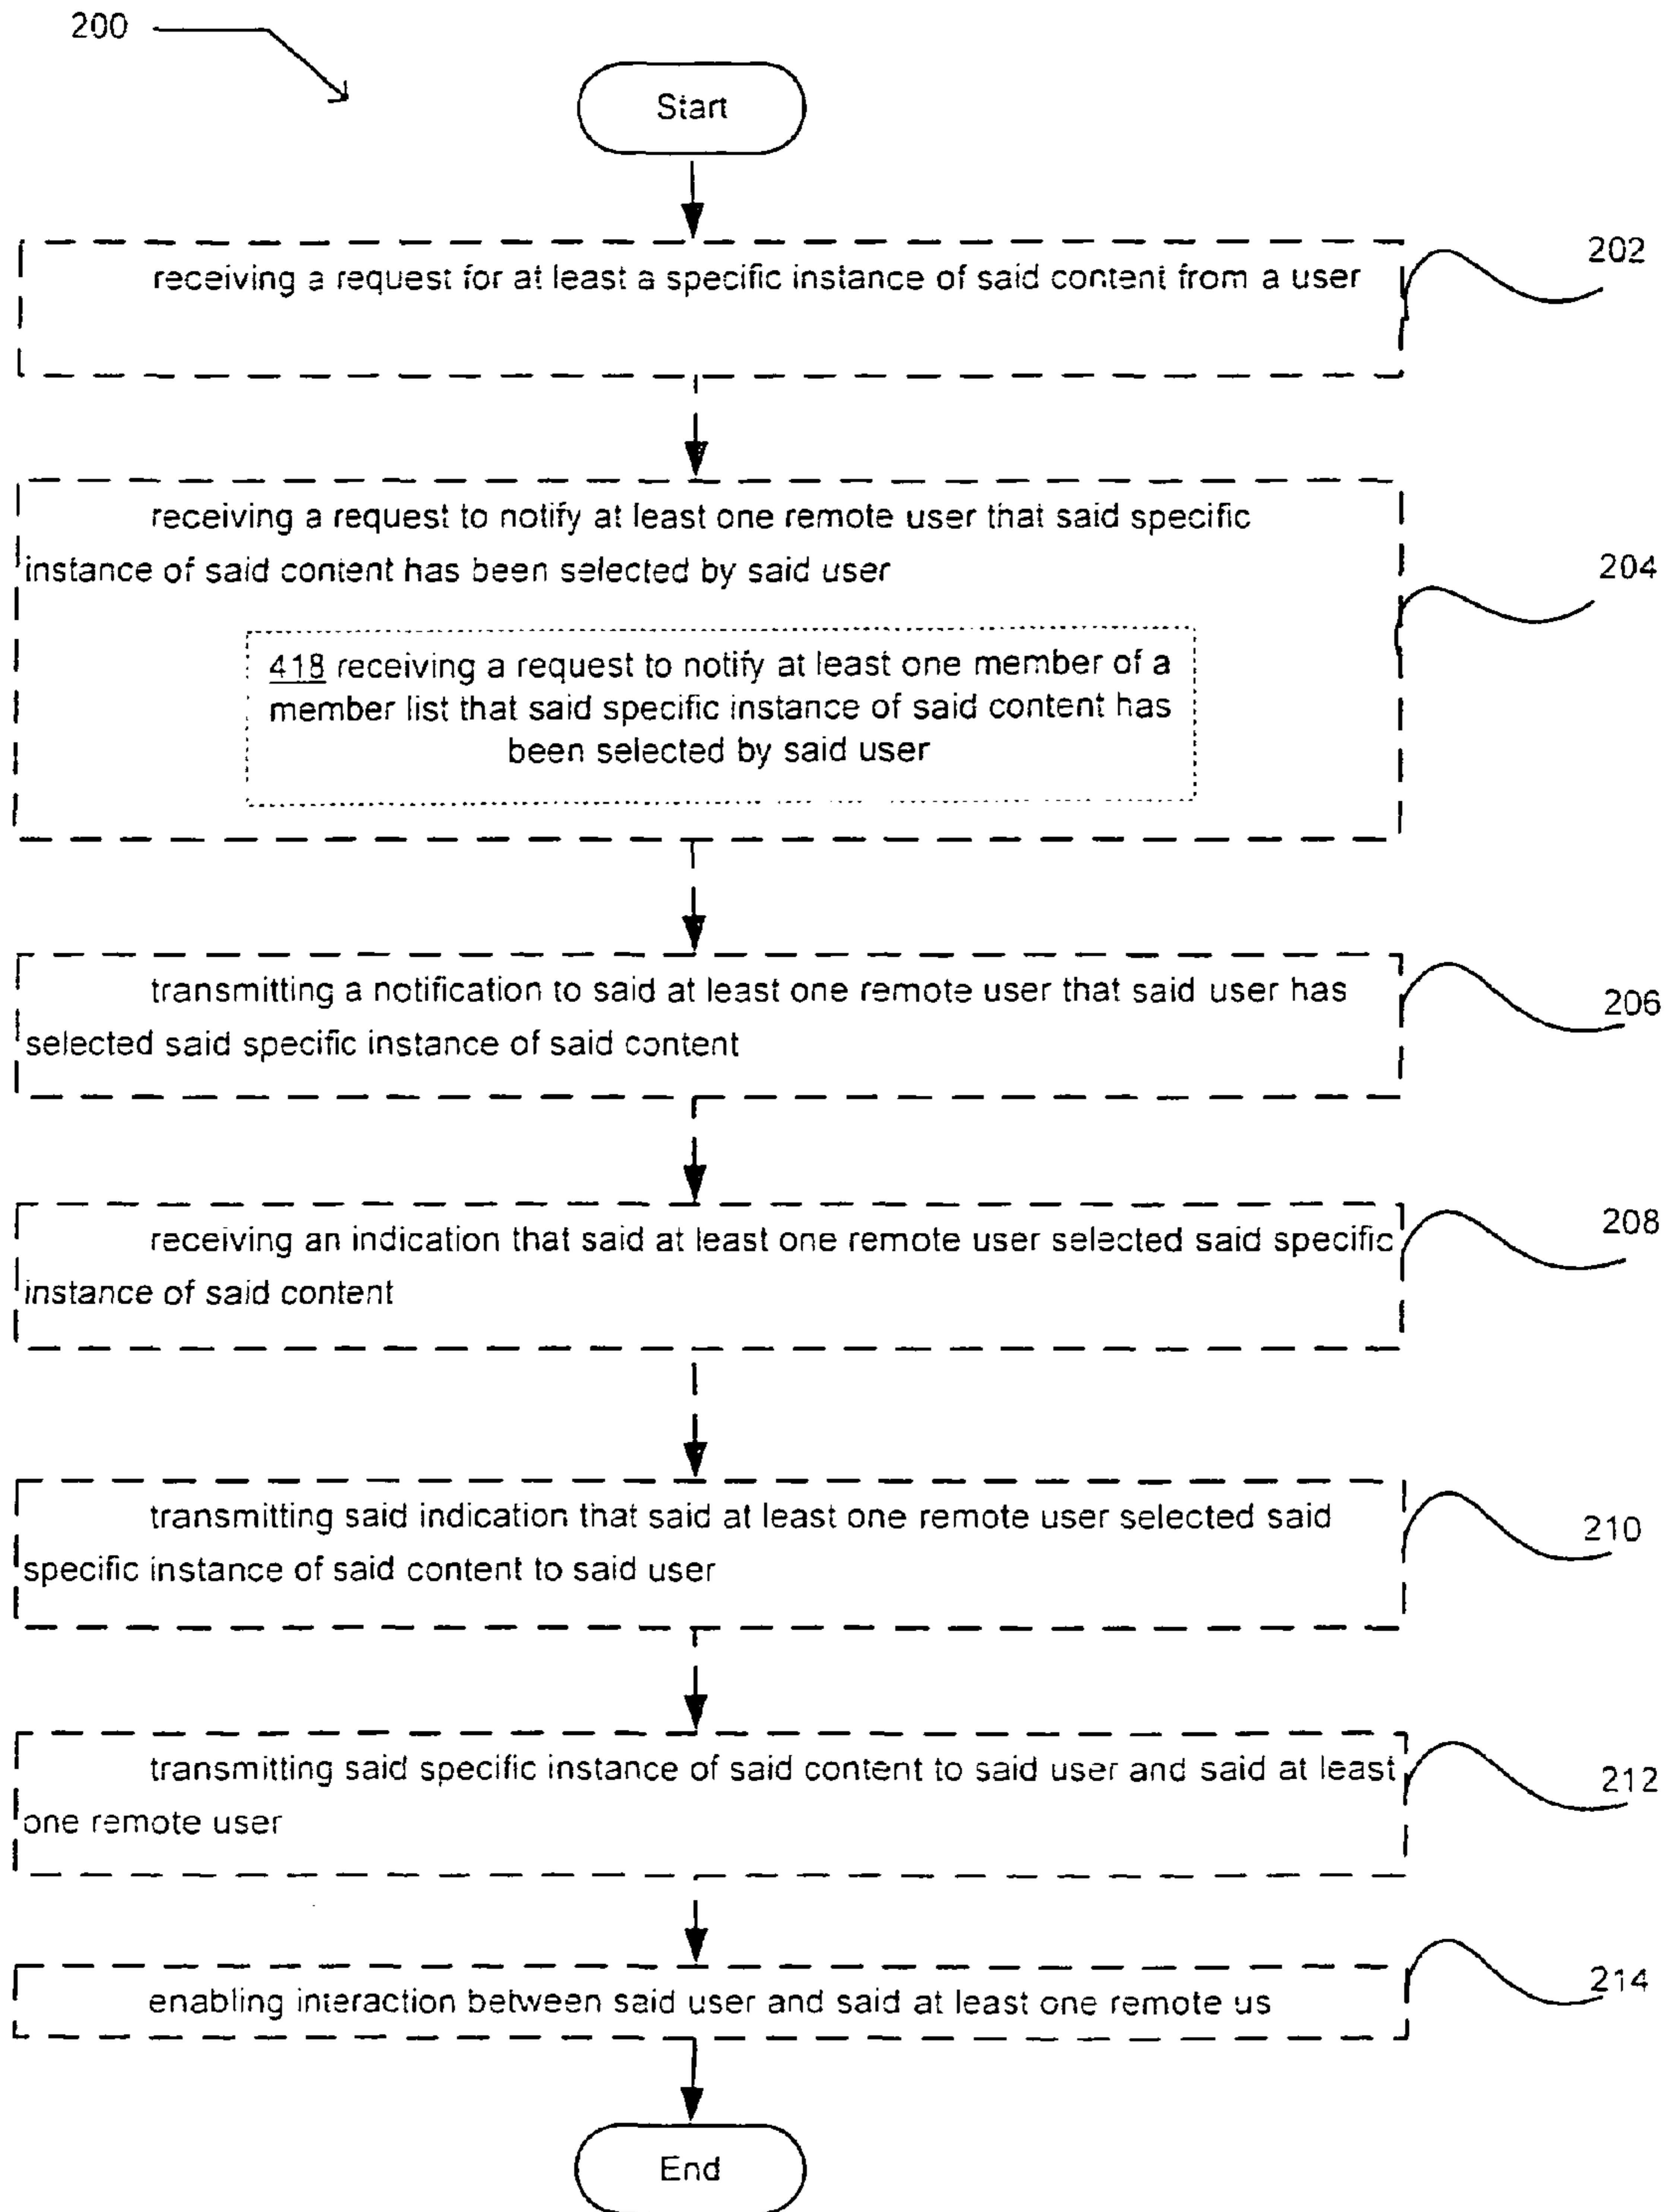 200
Start
receiving a request for at least a specific instance of said content from a user
202
receiving a request to notify at least one remote user that said specific
instance of said content has been selected by said user
204
418 receiving a request to notify at least one member of a
member list that said specific instance of said content has
been selected by said user
transmitting a notification to said at least one remote user that said user has
selected said specific instance of said content
206
receiving an indication that said at least one remote user selected said specific
instance of said content
208
transmitting said indication that said at least one remote user selected said
specific instance of said content to said user
210
transmitting said specific instance of said content to said user and said at least
one remote user
212
enabling interaction between said user and said at least one remote us
214
End